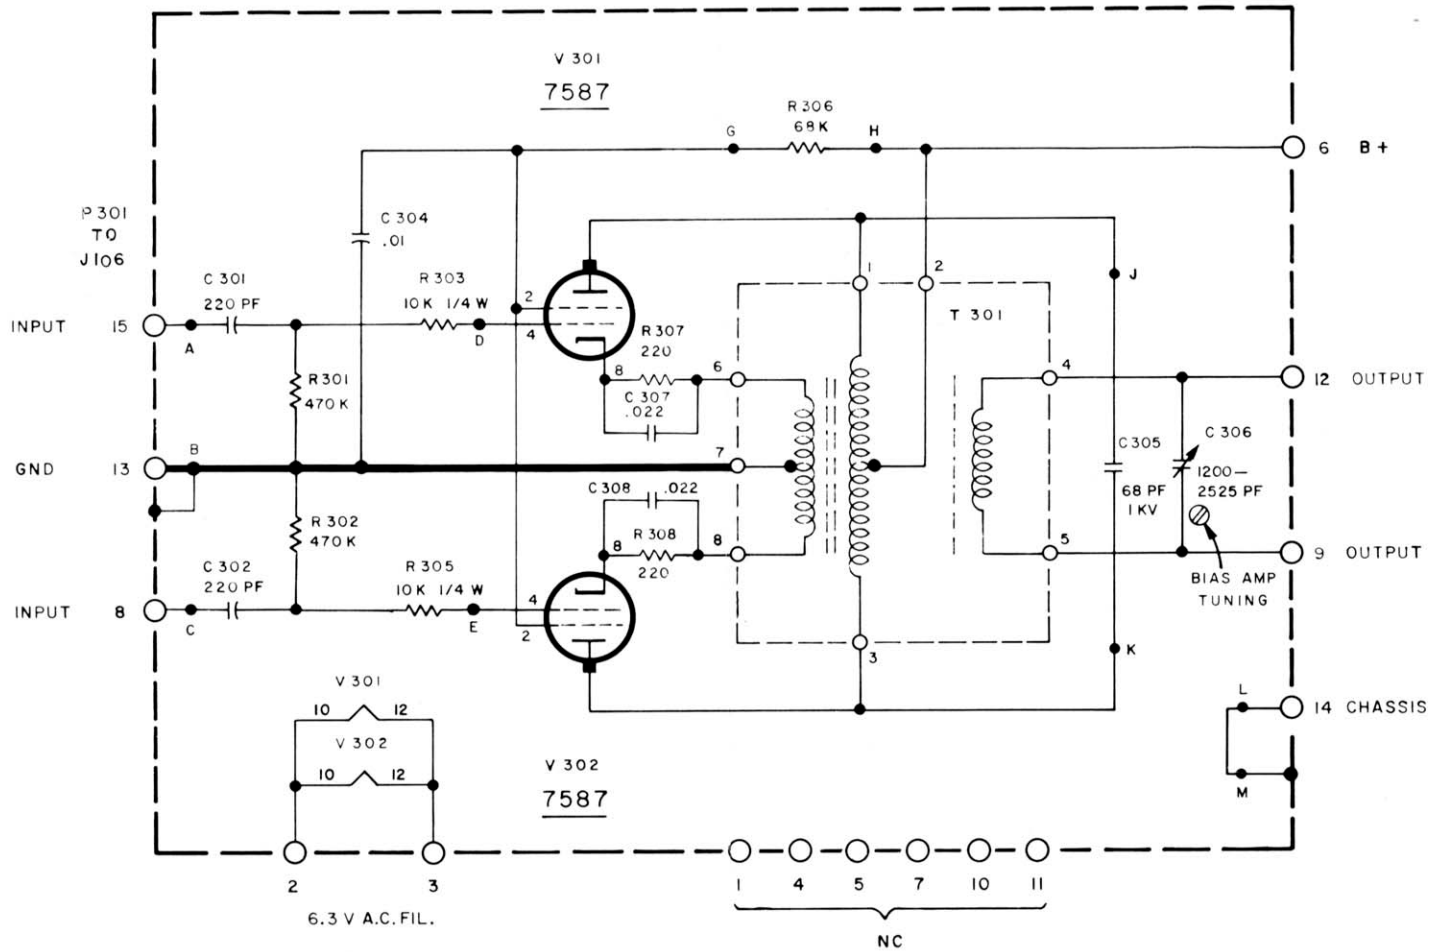 V 301
7587
R 306
68K
G
H
6 B +
P301
TO
J106
C 304
.01
1
2
J
C 301
220 PF
R 303
10K 1/4 W
2
4
T 301
INPUT 15
A
D
R 307
220
8
6
4
12 OUTPUT
R 301
470 K
C 307
.022
B
GND 13
7
C 305
68 PF
1 KV
C 306
1200—
2525 PF
C 308 .022
R 302
470 K
8
R 308
220
8
5
9 OUTPUT
C 302
220 PF
R 305
10K 1/4 W
BIAS AMP
TUNING
INPUT 8
C
E
4
2
3
K
V 301
10 12
L
14 CHASSIS
V 302
10 12
V 302
7587
M
2 3
1 4 5 7 10 11
6.3 V A.C. FIL.
NC